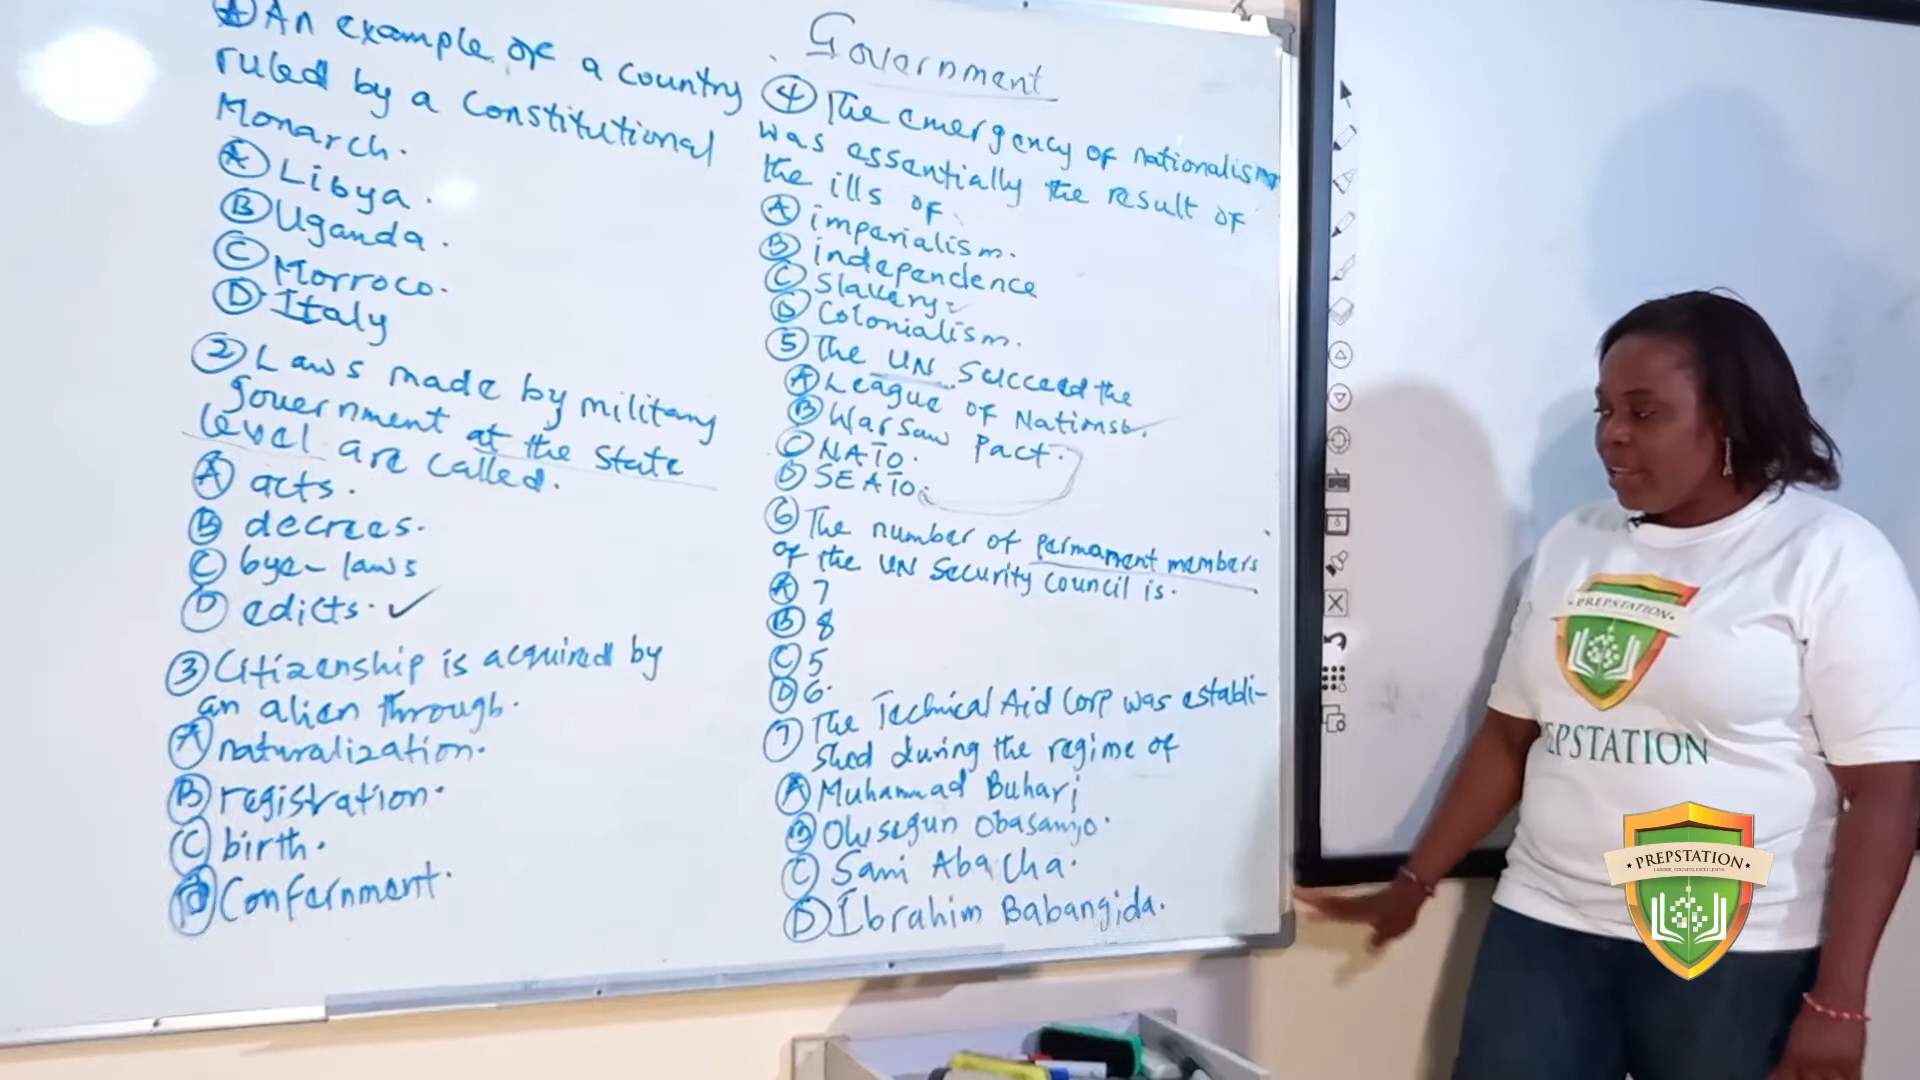 Government
① An example of a country
ruled by a constitutional
Monarch.
Ⓐ Libya.
Ⓑ Uganda.
Ⓒ Morroco.
Ⓓ Italy
② Laws made by military
government at the State
level are called.
Ⓐ acts.
Ⓑ decrees.
Ⓒ bye-laws
Ⓓ edicts. ✓
③ Citizenship is acquired by
an alien through.
Ⓐ naturalization.
Ⓑ registration.
Ⓒ birth.
Ⓓ Confernment.
④ The emergency of nationalism
was essentially the result of
the ills of
Ⓐ imperialism.
Ⓑ independence
Ⓒ Slavery
Ⓓ Colonialism.
⑤ The UN Succeed the
Ⓐ League of Nations.
Ⓑ Warsaw Pact.
Ⓒ NATO.
Ⓓ SEATO.
⑥ The number of permanent members
of the UN Security Council is.
Ⓐ 7
Ⓑ 8
Ⓒ 5
Ⓓ 6.
⑦ The Technical Aid Corp was establi-
shed during the regime of
Ⓐ Muhammad Buhari
Ⓑ Olusegun Obasanjo.
Ⓒ Sani Abacha.
Ⓓ Ibrahim Babangida.
PREPSTATION
EPSTATION
PREPSTATION